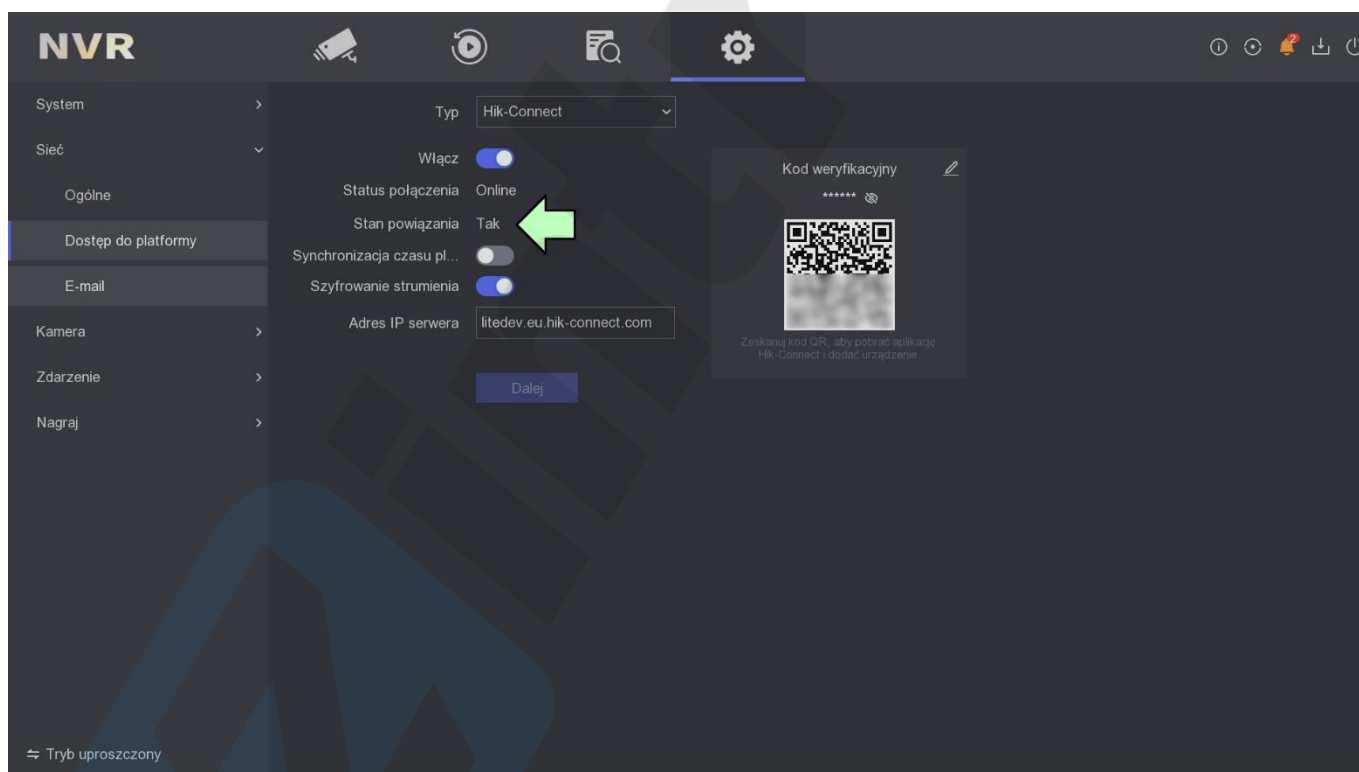 NVR
2
System
Sieć
Ogólne
Dostęp do platformy
E-mail
Kamera
Zdarzenie
Nagraj
Tryb uproszczony
Typ Hik-Connect
Włącz
Status połączenia Online
Stan powiązania Tak
Synchronizacja czasu pl...
Szyfrowanie strumienia
Adres IP serwera litedev.eu.hik-connect.com
Dalej
Kod weryfikacyjny
******
Zeskanuj kod QR, aby pobrać aplikację
Hik-Connect i dodać urządzenie.